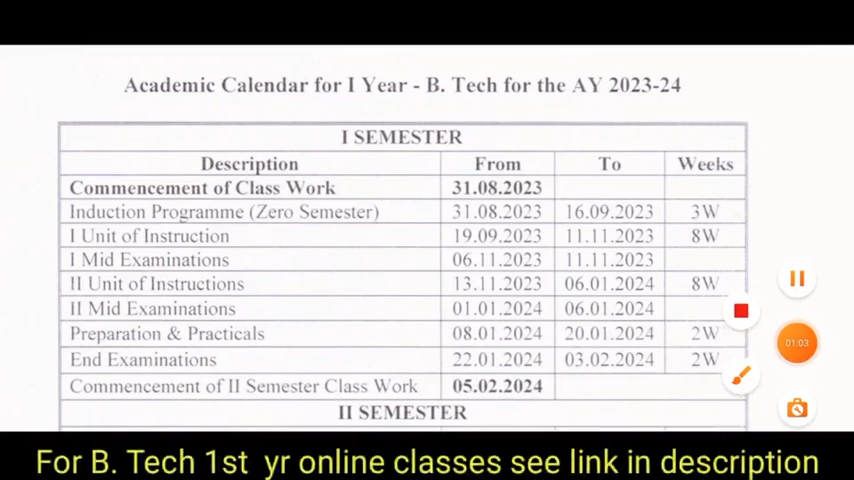 Academic Calendar for I Year - B. Tech for the AY 2023-24
I SEMESTER
Description From To Weeks
Commencement of Class Work 31.08.2023
Induction Programme (Zero Semester) 31.08.2023 16.09.2023 3W
I Unit of Instruction 19.09.2023 11.11.2023 8W
I Mid Examinations 06.11.2023 11.11.2023
II Unit of Instructions 13.11.2023 06.01.2024 8W
II Mid Examinations 01.01.2024 06.01.2024
Preparation & Practicals 08.01.2024 20.01.2024 2W
End Examinations 22.01.2024 03.02.2024 2W
Commencement of II Semester Class Work 05.02.2024
II SEMESTER
01:03
For B. Tech 1st yr online classes see link in description